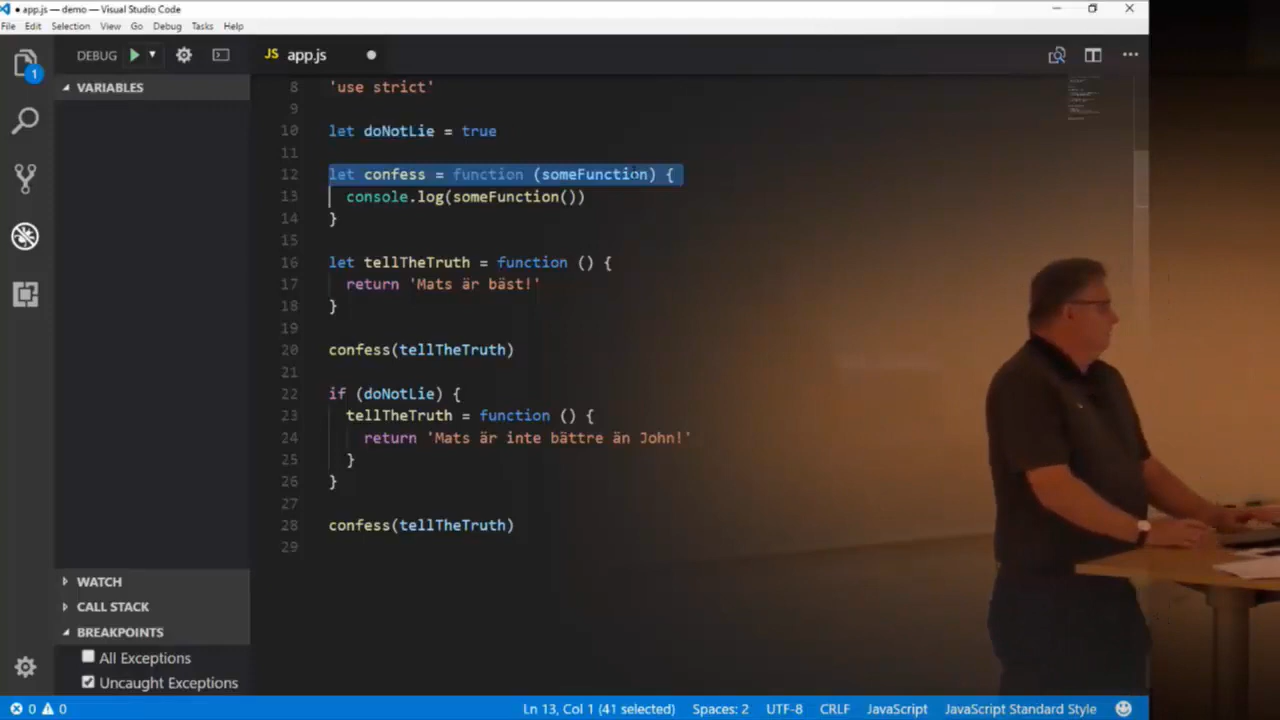 ● app.js — demo — Visual Studio Code
File Edit Selection View Go Debug Tasks Help
DEBUG
JS app.js
1
VARIABLES
8 'use strict'
9
10 let doNotLie = true
11
12 let confess = function (someFunction) {
13 console.log(someFunction())
14 }
15
16 let tellTheTruth = function () {
17 return 'Mats är bäst!'
18 }
19
20 confess(tellTheTruth)
21
22 if (doNotLie) {
23 tellTheTruth = function () {
24 return 'Mats är inte bättre än John!'
25 }
26 }
27
28 confess(tellTheTruth)
29
WATCH
CALL STACK
BREAKPOINTS
All Exceptions
Uncaught Exceptions
0 0 Ln 13, Col 1 (41 selected) Spaces: 2 UTF-8 CRLF JavaScript JavaScript Standard Style